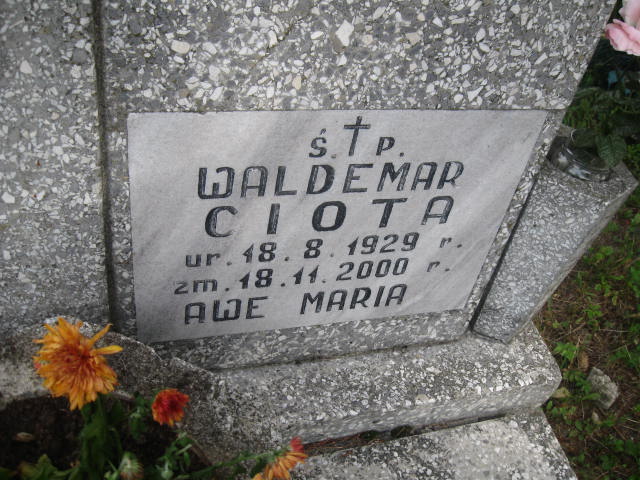 Ś.†P.
WALDEMAR
CIOTA
ur. 18. 8. 1929 r.
zm. 18. 11. 2000 r.
AWE MARIA